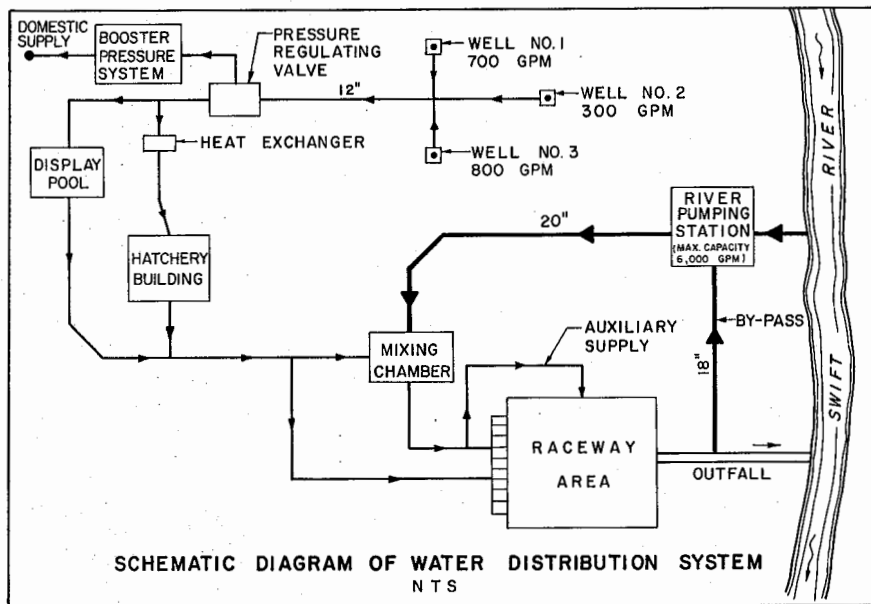 DOMESTIC
SUPPLY
BOOSTER
PRESSURE
SYSTEM
PRESSURE
REGULATING
VALVE
WELL NO. 1
700 GPM
12"
WELL NO. 2
300 GPM
WELL NO. 3
800 GPM
HEAT EXCHANGER
DISPLAY
POOL
HATCHERY
BUILDING
20"
RIVER
PUMPING
STATION
(MAX. CAPACITY
6,000 GPM)
BY-PASS
18"
MIXING
CHAMBER
AUXILIARY
SUPPLY
RACEWAY
AREA
OUTFALL
SWIFT RIVER
SCHEMATIC DIAGRAM OF WATER DISTRIBUTION SYSTEM
NTS